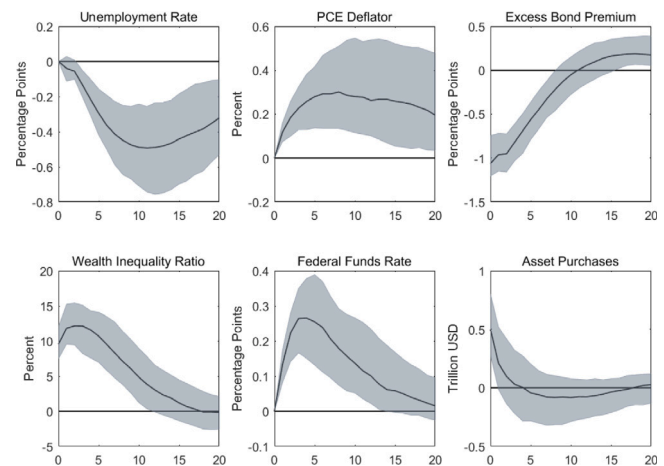 Unemployment Rate
0.2
0
-0.2
-0.4
-0.6
-0.8
Percentage Points
0 5 10 15 20
PCE Deflator
0.6
0.4
0.2
0
-0.2
Percent
0 5 10 15 20
Excess Bond Premium
0.5
0
-0.5
-1
-1.5
Percentage Points
0 5 10 15 20
Wealth Inequality Ratio
20
15
10
5
0
-5
Percent
0 5 10 15 20
Federal Funds Rate
0.4
0.3
0.2
0.1
0
-0.1
Percentage Points
0 5 10 15 20
Asset Purchases
1
0.5
0
-0.5
Trillion USD
0 5 10 15 20